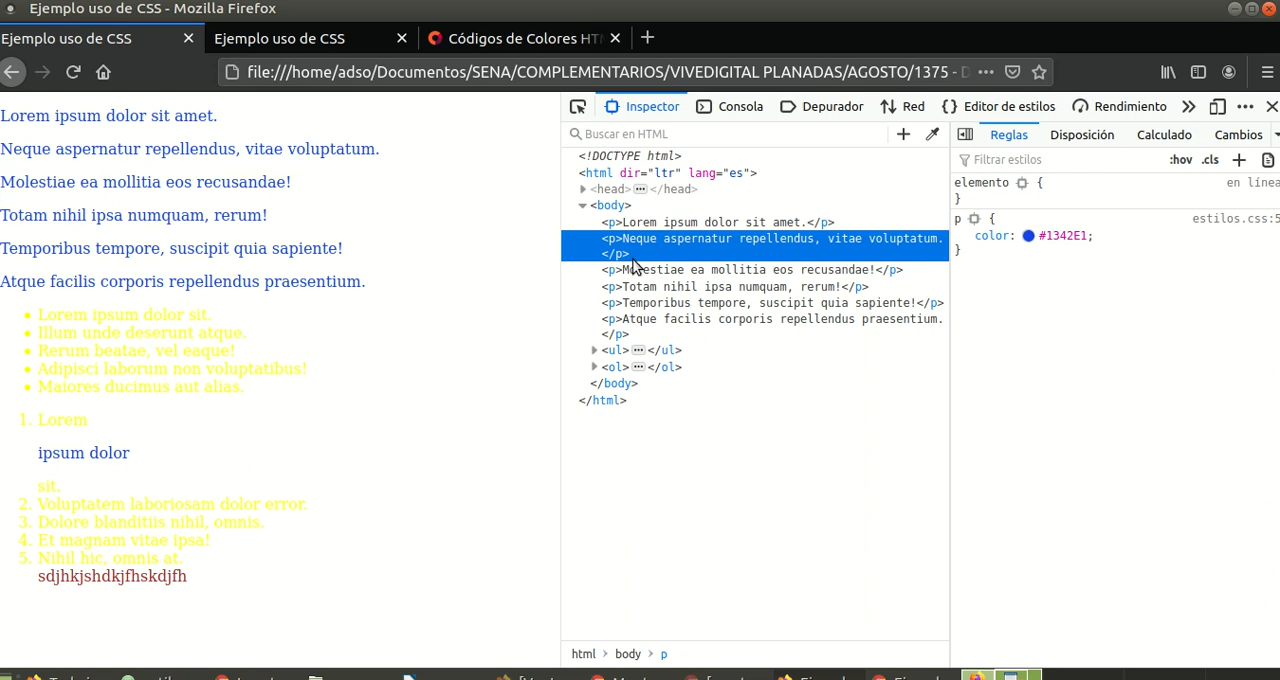 Ejemplo uso de CSS - Mozilla Firefox
Ejemplo uso de CSS
Ejemplo uso de CSS
Códigos de Colores HT
file:///home/adso/Documentos/SENA/COMPLEMENTARIOS/VIVEDIGITAL PLANADAS/AGOSTO/1375 -
Lorem ipsum dolor sit amet.
Neque aspernatur repellendus, vitae voluptatum.
Molestiae ea mollitia eos recusandae!
Totam nihil ipsa numquam, rerum!
Temporibus tempore, suscipit quia sapiente!
Atque facilis corporis repellendus praesentium.
• Lorem ipsum dolor sit.
• Illum unde deserunt atque.
• Rerum beatae, vel eaque!
• Adipisci laborum non voluptatibus!
• Maiores ducimus aut alias.
1. Lorem
ipsum dolor
sit.
2. Voluptatem laboriosam dolor error.
3. Dolore blanditiis nihil, omnis.
4. Et magnam vitae ipsa!
5. Nihil hic, omnis at.
sdjhkjshdkjfhskdjfh
Inspector Consola Depurador Red Editor de estilos Rendimiento
Buscar en HTML
<!DOCTYPE html>
<html dir="ltr" lang="es">
<head></head>
<body>
<p>Lorem ipsum dolor sit amet.</p>
<p>Neque aspernatur repellendus, vitae voluptatum.
</p>
<p>Molestiae ea mollitia eos recusandae!</p>
<p>Totam nihil ipsa numquam, rerum!</p>
<p>Temporibus tempore, suscipit quia sapiente!</p>
<p>Atque facilis corporis repellendus praesentium.
</p>
<ul></ul>
<ol></ol>
</body>
</html>
html > body > p
Reglas Disposición Calculado Cambios
Filtrar estilos :hov .cls
elemento { en línea
}
p { estilos.css:5
color: #1342E1;
}